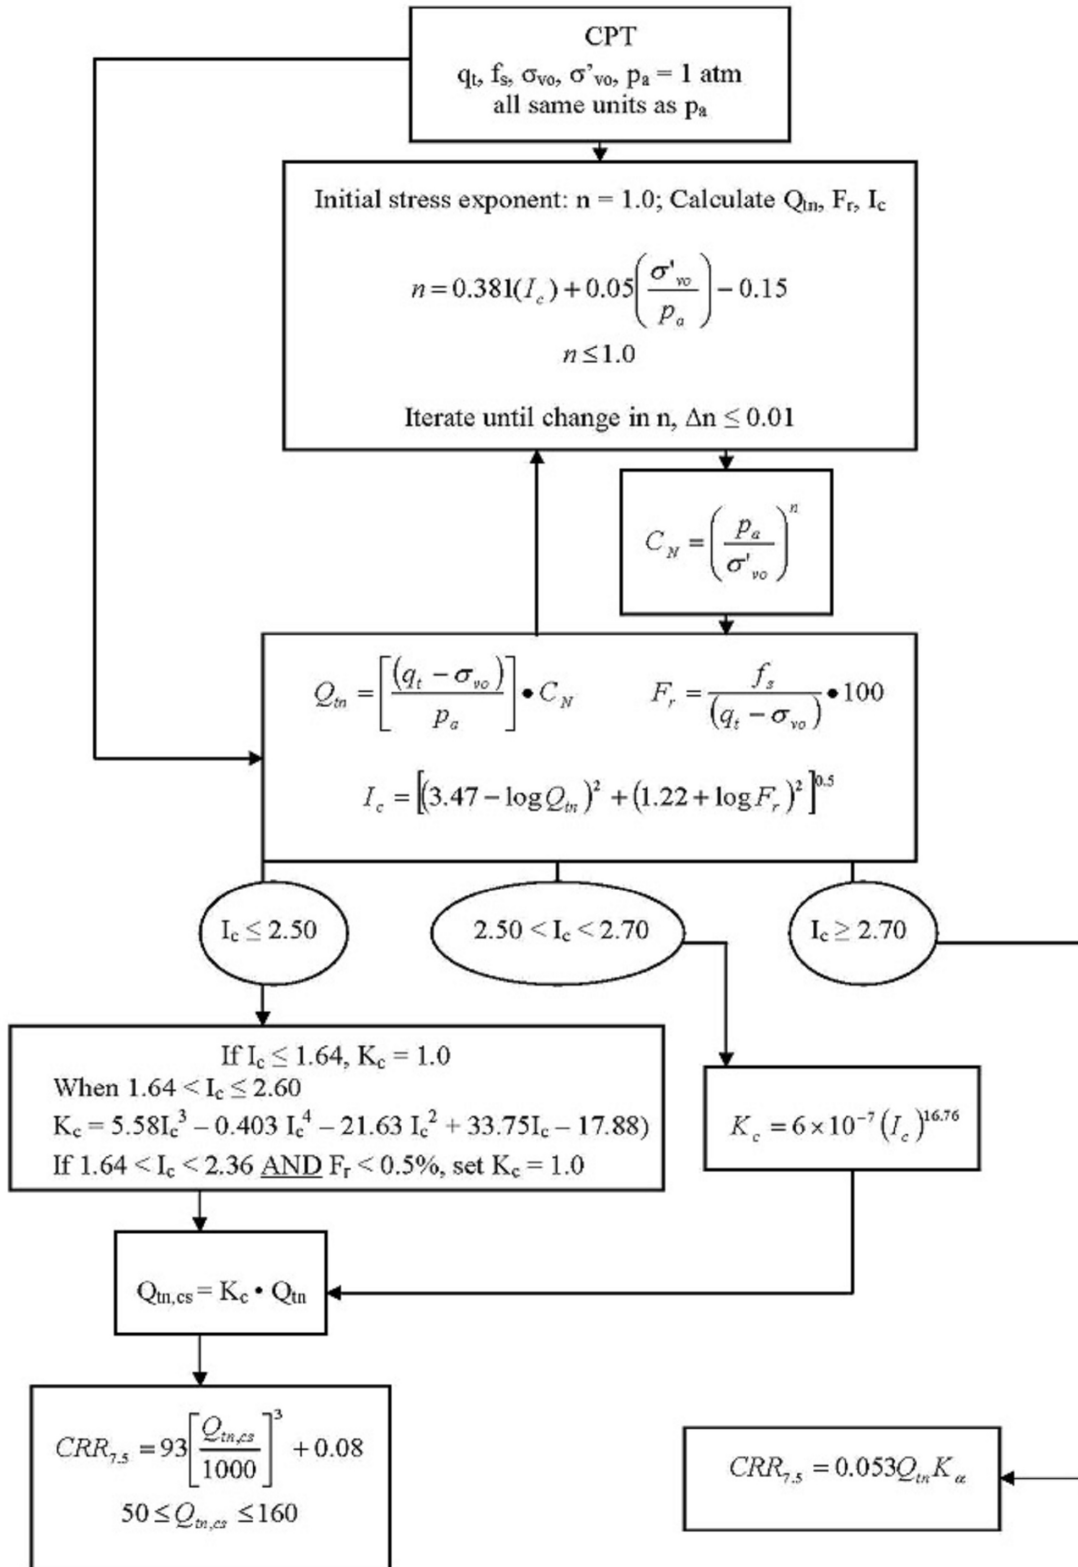 CPT
qt, fs, σvo, σ'vo, pa = 1 atm
all same units as pa
Initial stress exponent: n = 1.0; Calculate Qtn, Fr, Ic
n = 0.381(Ic) + 0.05(σ'vo / pa) − 0.15
n ≤ 1.0
Iterate until change in n, Δn ≤ 0.01
CN = (pa / σ'vo)^n
Qtn = [(qt − σvo) / pa] • CN Fr = fs / (qt − σvo) • 100
Ic = [(3.47 − log Qtn)^2 + (1.22 + log Fr)^2]^0.5
Ic ≤ 2.50 2.50 < Ic < 2.70 Ic ≥ 2.70
If Ic ≤ 1.64, Kc = 1.0
When 1.64 < Ic ≤ 2.60
Kc = 5.58Ic^3 – 0.403 Ic^4 – 21.63 Ic^2 + 33.75Ic – 17.88)
If 1.64 < Ic < 2.36 AND Fr < 0.5%, set Kc = 1.0
Kc = 6 × 10^-7 (Ic)^16.76
Qtn,cs = Kc • Qtn
CRR7.5 = 93[Qtn,cs / 1000]^3 + 0.08
50 ≤ Qtn,cs ≤ 160
CRR7.5 = 0.053Qtn Kα